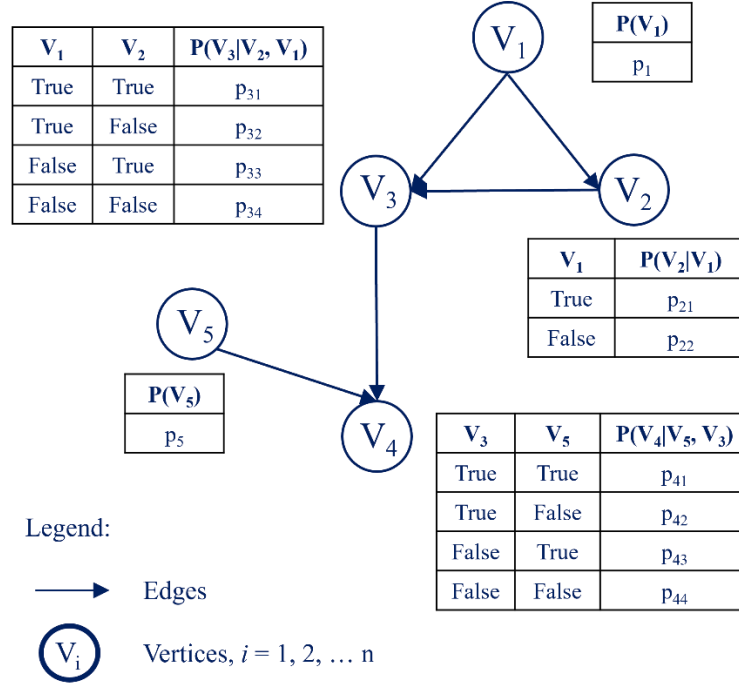 V₁ V₂ P(V₃|V₂, V₁)
True True p₃₁
True False p₃₂
False True p₃₃
False False p₃₄
V₁
P(V₁)
p₁
V₃
V₂
V₁ P(V₂|V₁)
True p₂₁
False p₂₂
V₅
P(V₅)
p₅
V₄
V₃ V₅ P(V₄|V₅, V₃)
True True p₄₁
True False p₄₂
False True p₄₃
False False p₄₄
Legend:
Edges
Vᵢ Vertices, i = 1, 2, … n